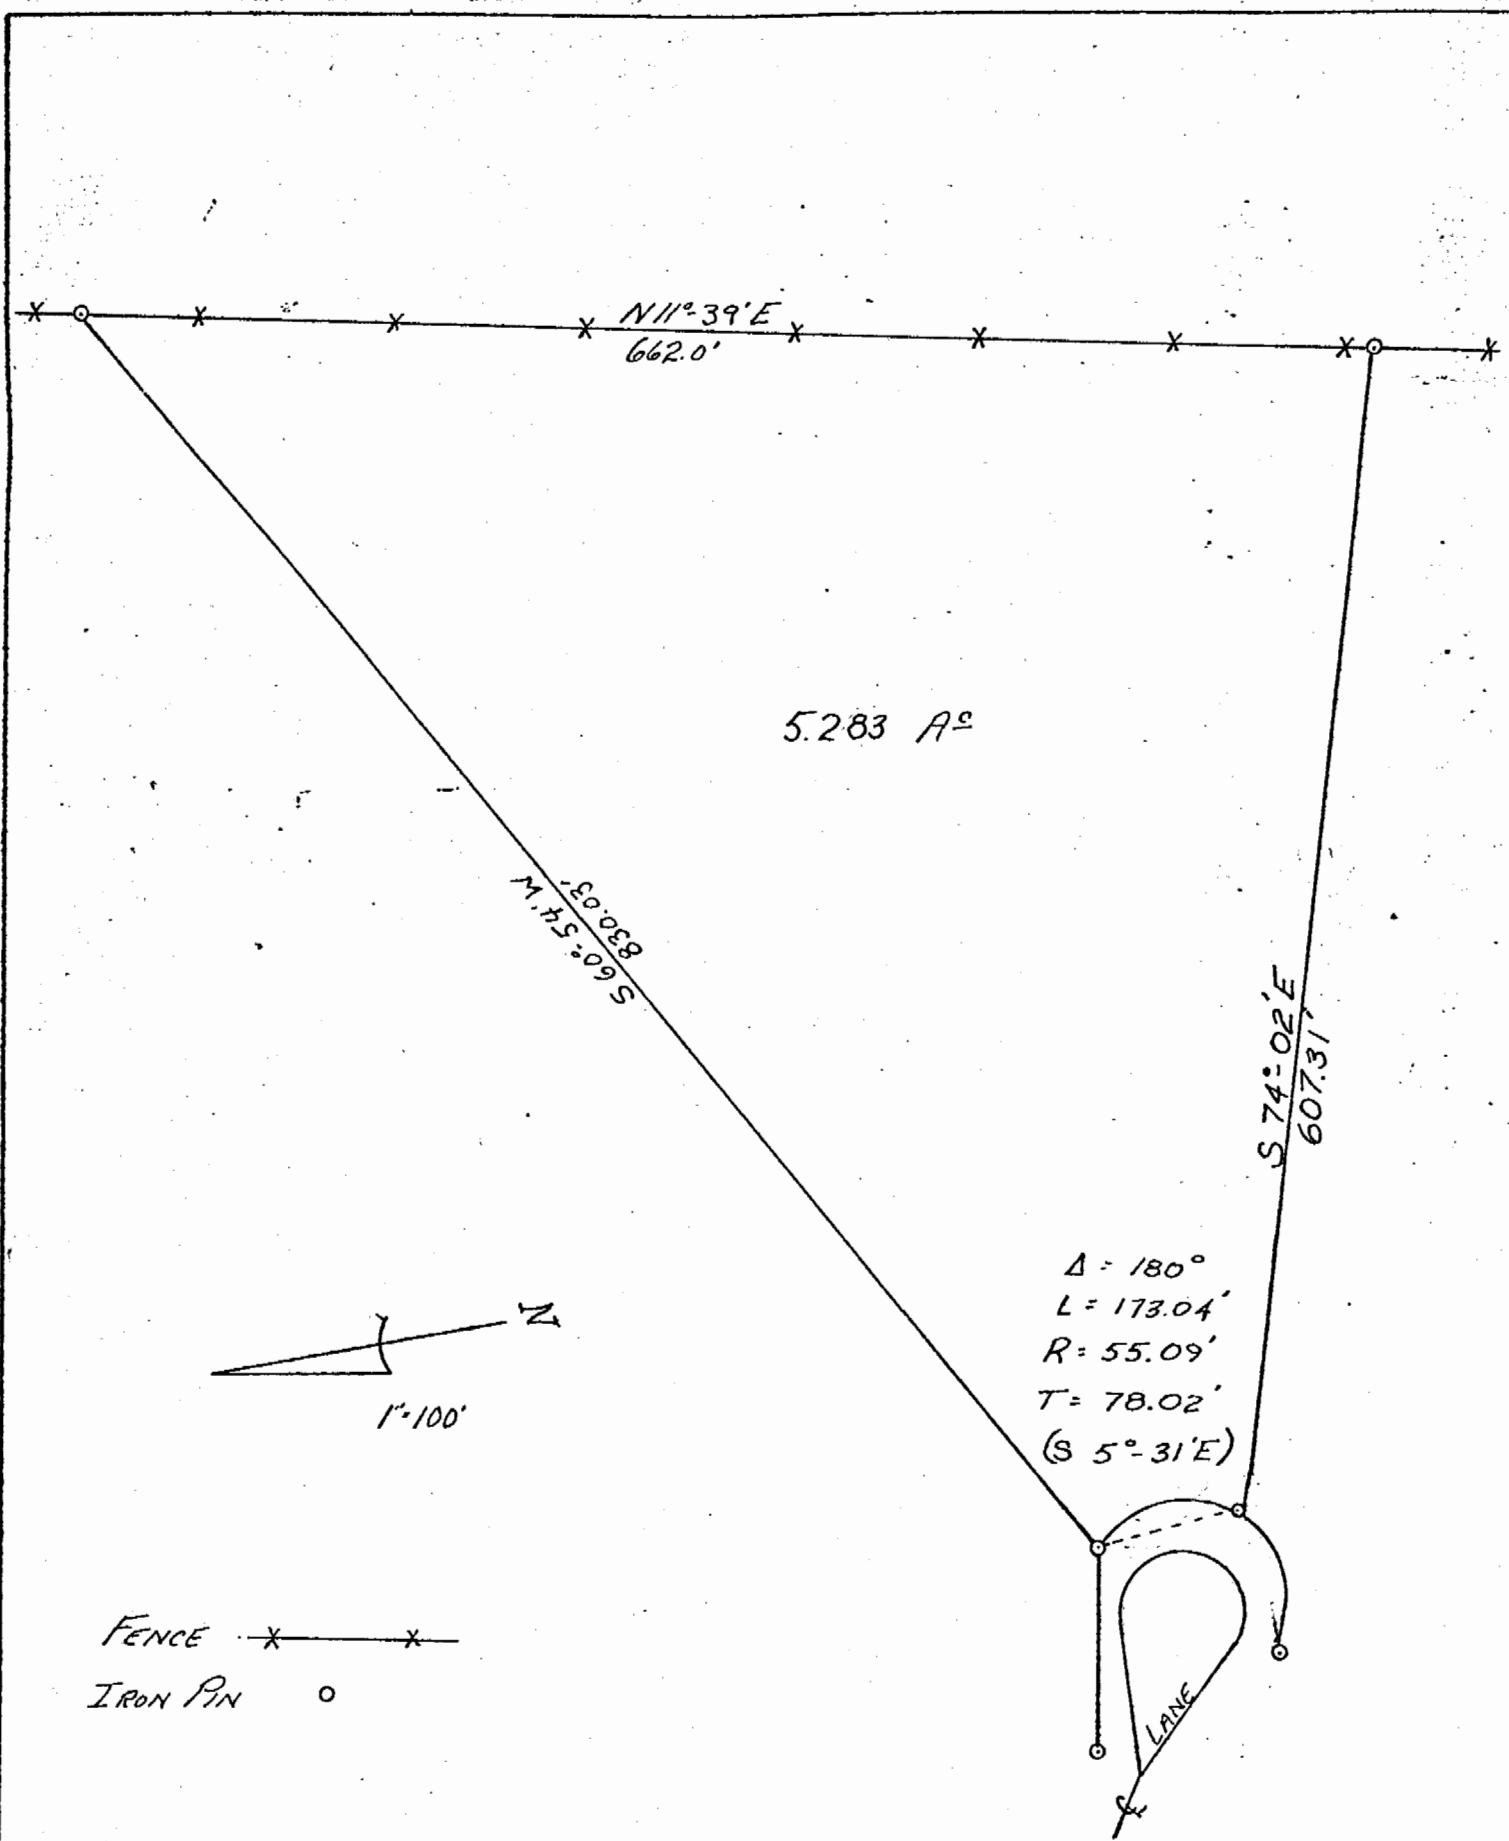 N 11°-39' E
662.0'
5.283 Ac
S 60°-54' W
830.03'
S 74°-02' E
607.31'
Δ = 180°
L = 173.04'
R = 55.09'
T = 78.02'
(S 5°-31' E)
N
1"=100'
FENCE
IRON PIN
LANE
℄